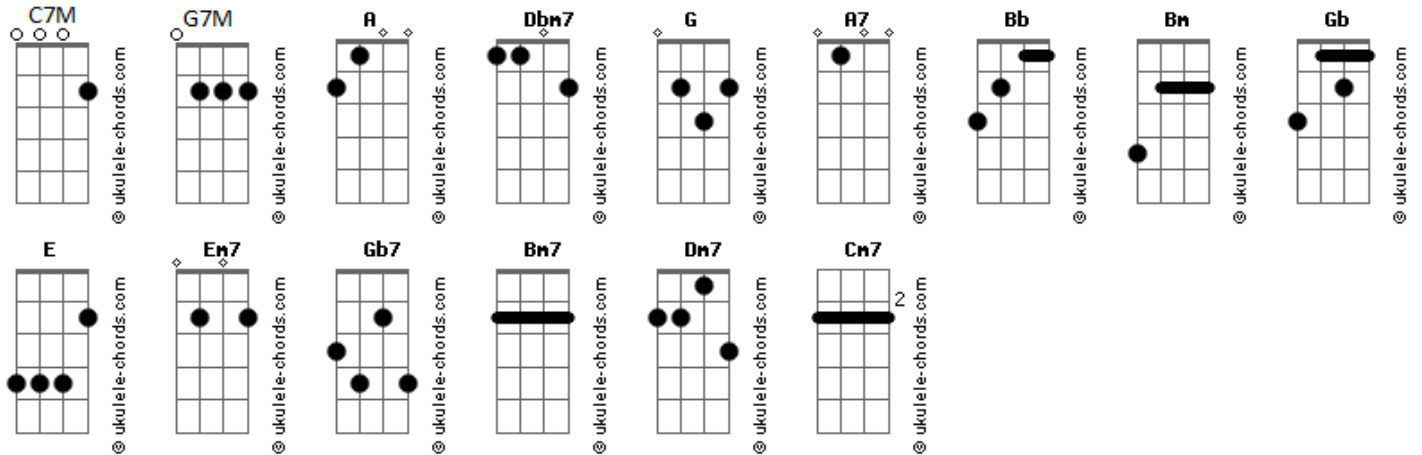 C7M G7M A Dbm7 G A7 Bb Bm Gb
© ukulele-chords.com © ukulele-chords.com © ukulele-chords.com © ukulele-chords.com © ukulele-chords.com © ukulele-chords.com © ukulele-chords.com © ukulele-chords.com © ukulele-chords.com
E Em7 Gb7 Bm7 Dm7 Cm7
2
© ukulele-chords.com © ukulele-chords.com © ukulele-chords.com © ukulele-chords.com © ukulele-chords.com © ukulele-chords.com